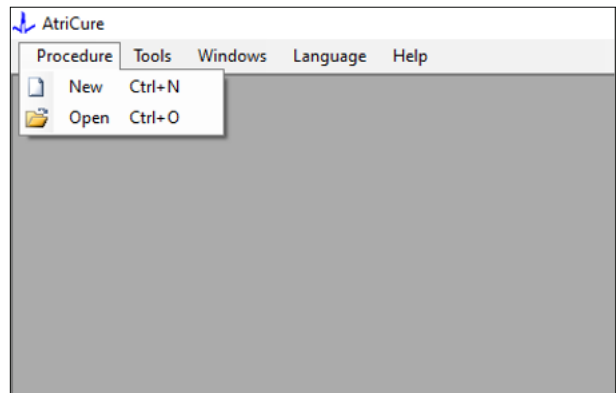 AtriCure
Procedure Tools Windows Language Help
New Ctrl+N
Open Ctrl+O